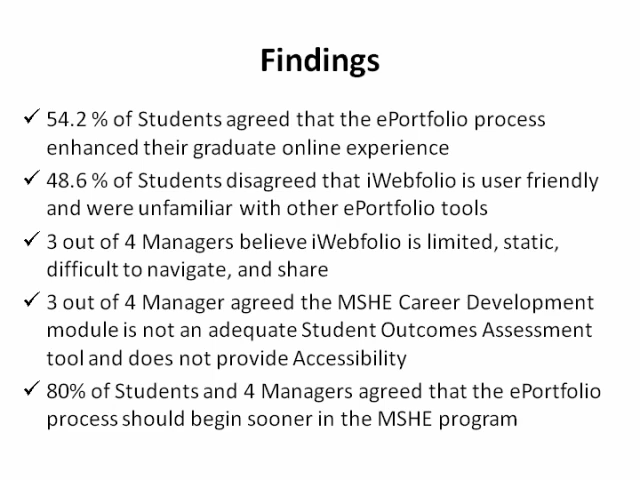 Findings
✓ 54.2 % of Students agreed that the ePortfolio process
enhanced their graduate online experience
✓ 48.6 % of Students disagreed that iWebfolio is user friendly
and were unfamiliar with other ePortfolio tools
✓ 3 out of 4 Managers believe iWebfolio is limited, static,
difficult to navigate, and share
✓ 3 out of 4 Manager agreed the MSHE Career Development
module is not an adequate Student Outcomes Assessment
tool and does not provide Accessibility
✓ 80% of Students and 4 Managers agreed that the ePortfolio
process should begin sooner in the MSHE program